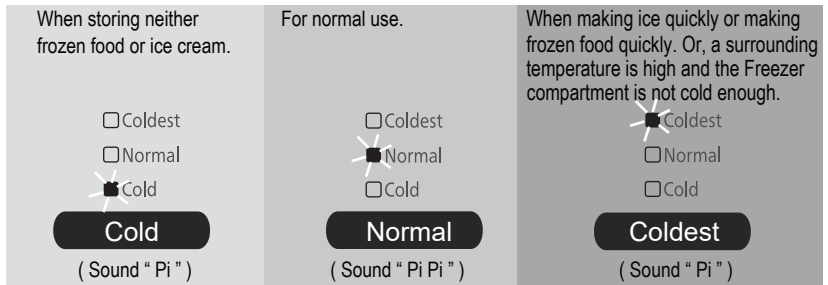 When storing neither
frozen food or ice cream.
Coldest
Normal
Cold
Cold
( Sound “ Pi ” )
For normal use.
Coldest
Normal
Cold
Normal
( Sound “ Pi Pi ” )
When making ice quickly or making
frozen food quickly. Or, a surrounding
temperature is high and the Freezer
compartment is not cold enough.
Coldest
Normal
Cold
Coldest
( Sound “ Pi ” )